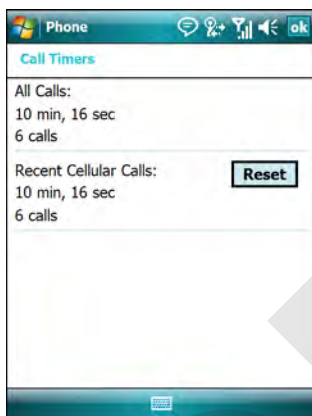 Phone
ok
Call Timers
All Calls:
10 min, 16 sec
6 calls
Recent Cellular Calls:
Reset
10 min, 16 sec
6 calls